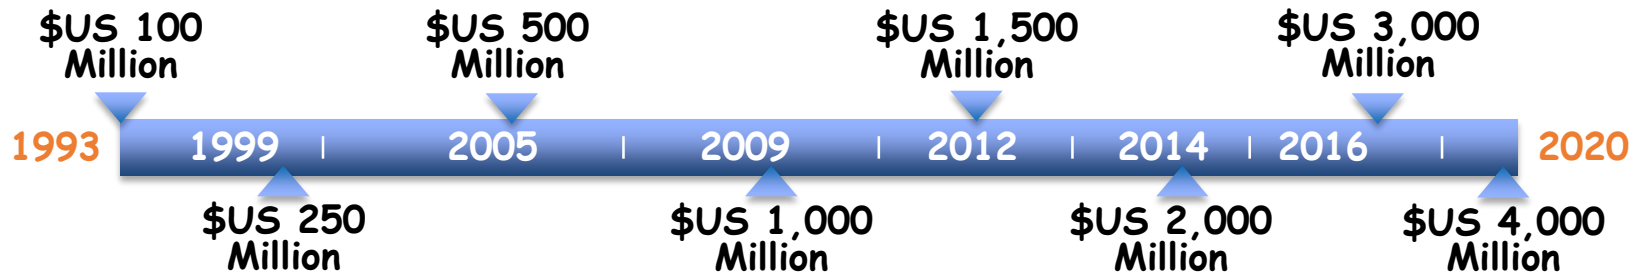 $US 100
Million
$US 500
Million
$US 1,500
Million
$US 3,000
Million
1993
1999
2005
2009
2012
2014
2016
2020
$US 250
Million
$US 1,000
Million
$US 2,000
Million
$US 4,000
Million